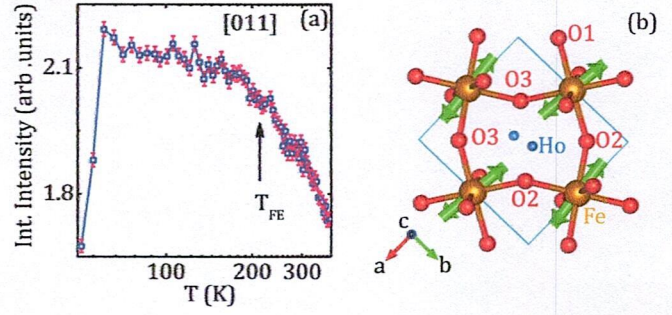 (a)
[011]
Int. Intensity (arb .units)
2.1
1.8
T_FE
100
200
300
T (K)
(b)
O1
O3
O3
Ho
O2
O2
Fe
c
a
b